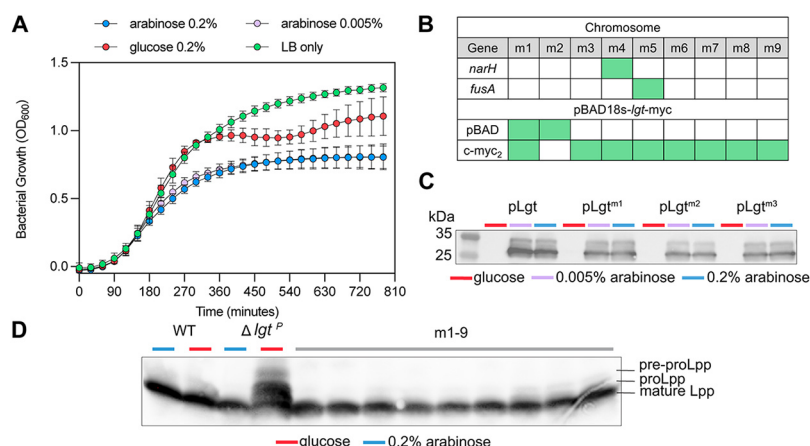 A
arabinose 0.2% arabinose 0.005%
glucose 0.2% LB only
Bacterial Growth (OD600)
1.5
1.0
0.5
0.0
0 90 180 270 360 450 540 630 720 810
Time (minutes)
B
Chromosome
Gene m1 m2 m3 m4 m5 m6 m7 m8 m9
narH
fusA
pBAD18s-lgt-myc
pBAD
c-myc2
C
pLgt pLgtm1 pLgtm2 pLgtm3
kDa
35
25
glucose 0.005% arabinose 0.2% arabinose
D
WT Δ lgt P m1-9
pre-proLpp
proLpp
mature Lpp
glucose 0.2% arabinose